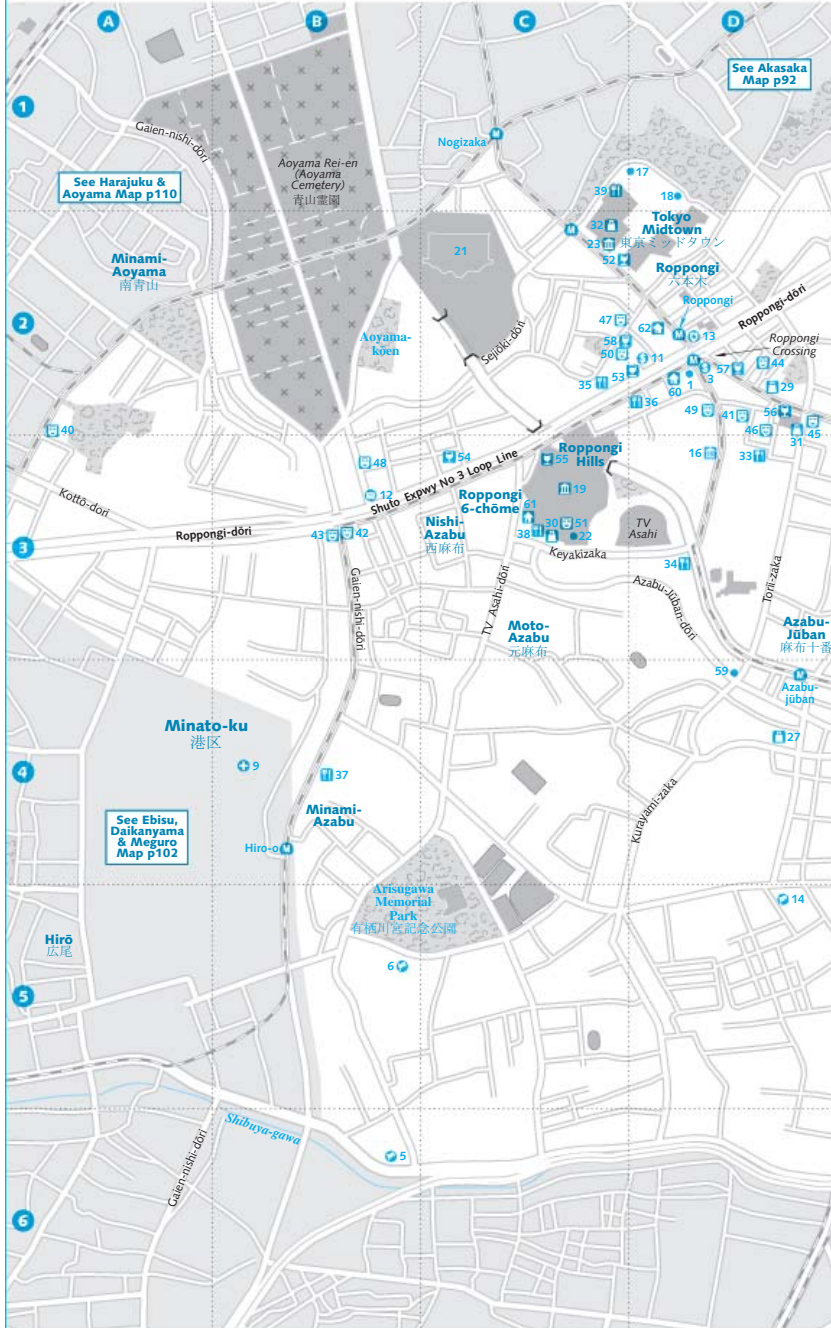 A
B
C
D
1
2
3
4
5
6
See Akasaka
Map p92
Nogizaka
Gaien-nishi-dōri
Aoyama Rei-en
(Aoyama
Cemetery)
青山霊園
See Harajuku &
Aoyama Map p110
17
39
18
32
Tokyo
Midtown
23
東京ミッドタウン
52
21
Minami-
Aoyama
南青山
Roppongi
六本木
Roppongi
Roppongi-dōri
Aoyama-
kōen
Sejiōki-dōri
47
62
13
Roppongi
Crossing
58
50
11
44
57
3
53
35
60
1
29
36
49
41
56
45
46
31
40
48
54
Roppongi
Hills
55
16
33
Shuto Expwy No 3 Loop Line
12
19
Kottō-dori
Roppongi
6-chōme
61
Roppongi-dōri
43
42
Nishi-
Azabu
西麻布
30
51
38
22
TV
Asahi
Keyakizaka
34
Gaien-nishi-dōri
TV Asahi-dōri
Azabu-Jūban-dōri
Torii-zaka
Moto-
Azabu
元麻布
Azabu-
Jūban
麻布十番
59
Azabu-
jūban
Minato-ku
港区
27
9
37
Minami-
Azabu
Kurayami-zaka
See Ebisu,
Daikanyama
& Meguro
Map p102
Hiro-o
Arisugawa
Memorial
Park
有栖川宮記念公園
14
Hirō
広尾
6
Shibuya-gawa
5
Gaien-nishi-dōri